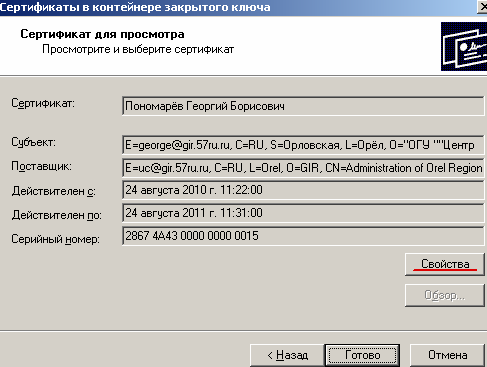 Сертификаты в контейнере закрытого ключа
Сертификат для просмотра
Просмотрите и выберите сертификат
Сертификат: Пономарёв Георгий Борисович
Субъект: E=george@gir.57ru.ru, C=RU, S=Орловская, L=Орёл, O="ОГУ ""Центр
Поставщик: E=uc@gir.57ru.ru, C=RU, L=Orel, O=GIR, CN=Administration of Orel Region
Действителен с: 24 августа 2010 г. 11:22:00
Действителен по: 24 августа 2011 г. 11:31:00
Серийный номер: 2867 4A43 0000 0000 0015
Свойства
Обзор...
< Назад Готово Отмена